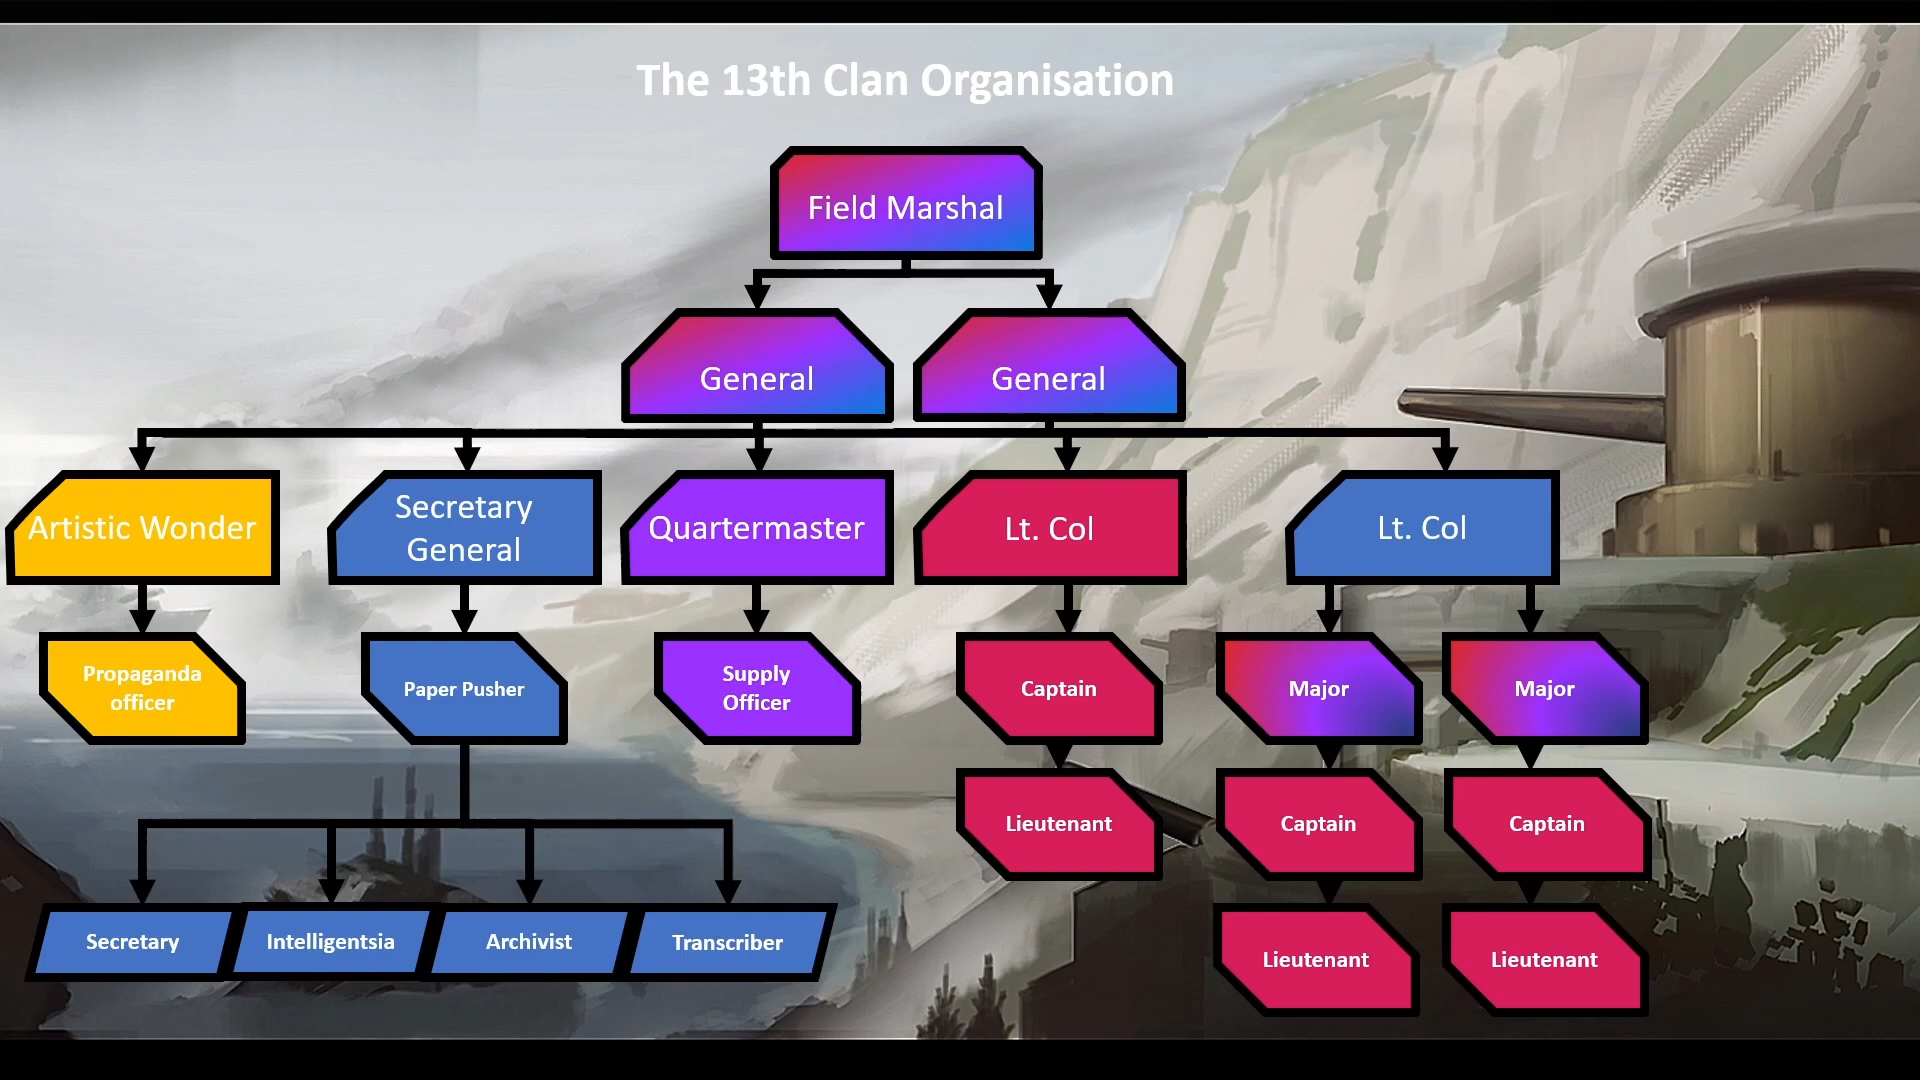 The 13th Clan Organisation
Field Marshal
General
General
Artistic Wonder
Secretary
General
Quartermaster
Lt. Col
Lt. Col
Propaganda
officer
Paper Pusher
Supply
Officer
Captain
Major
Major
Lieutenant
Captain
Captain
Secretary
Intelligentsia
Archivist
Transcriber
Lieutenant
Lieutenant